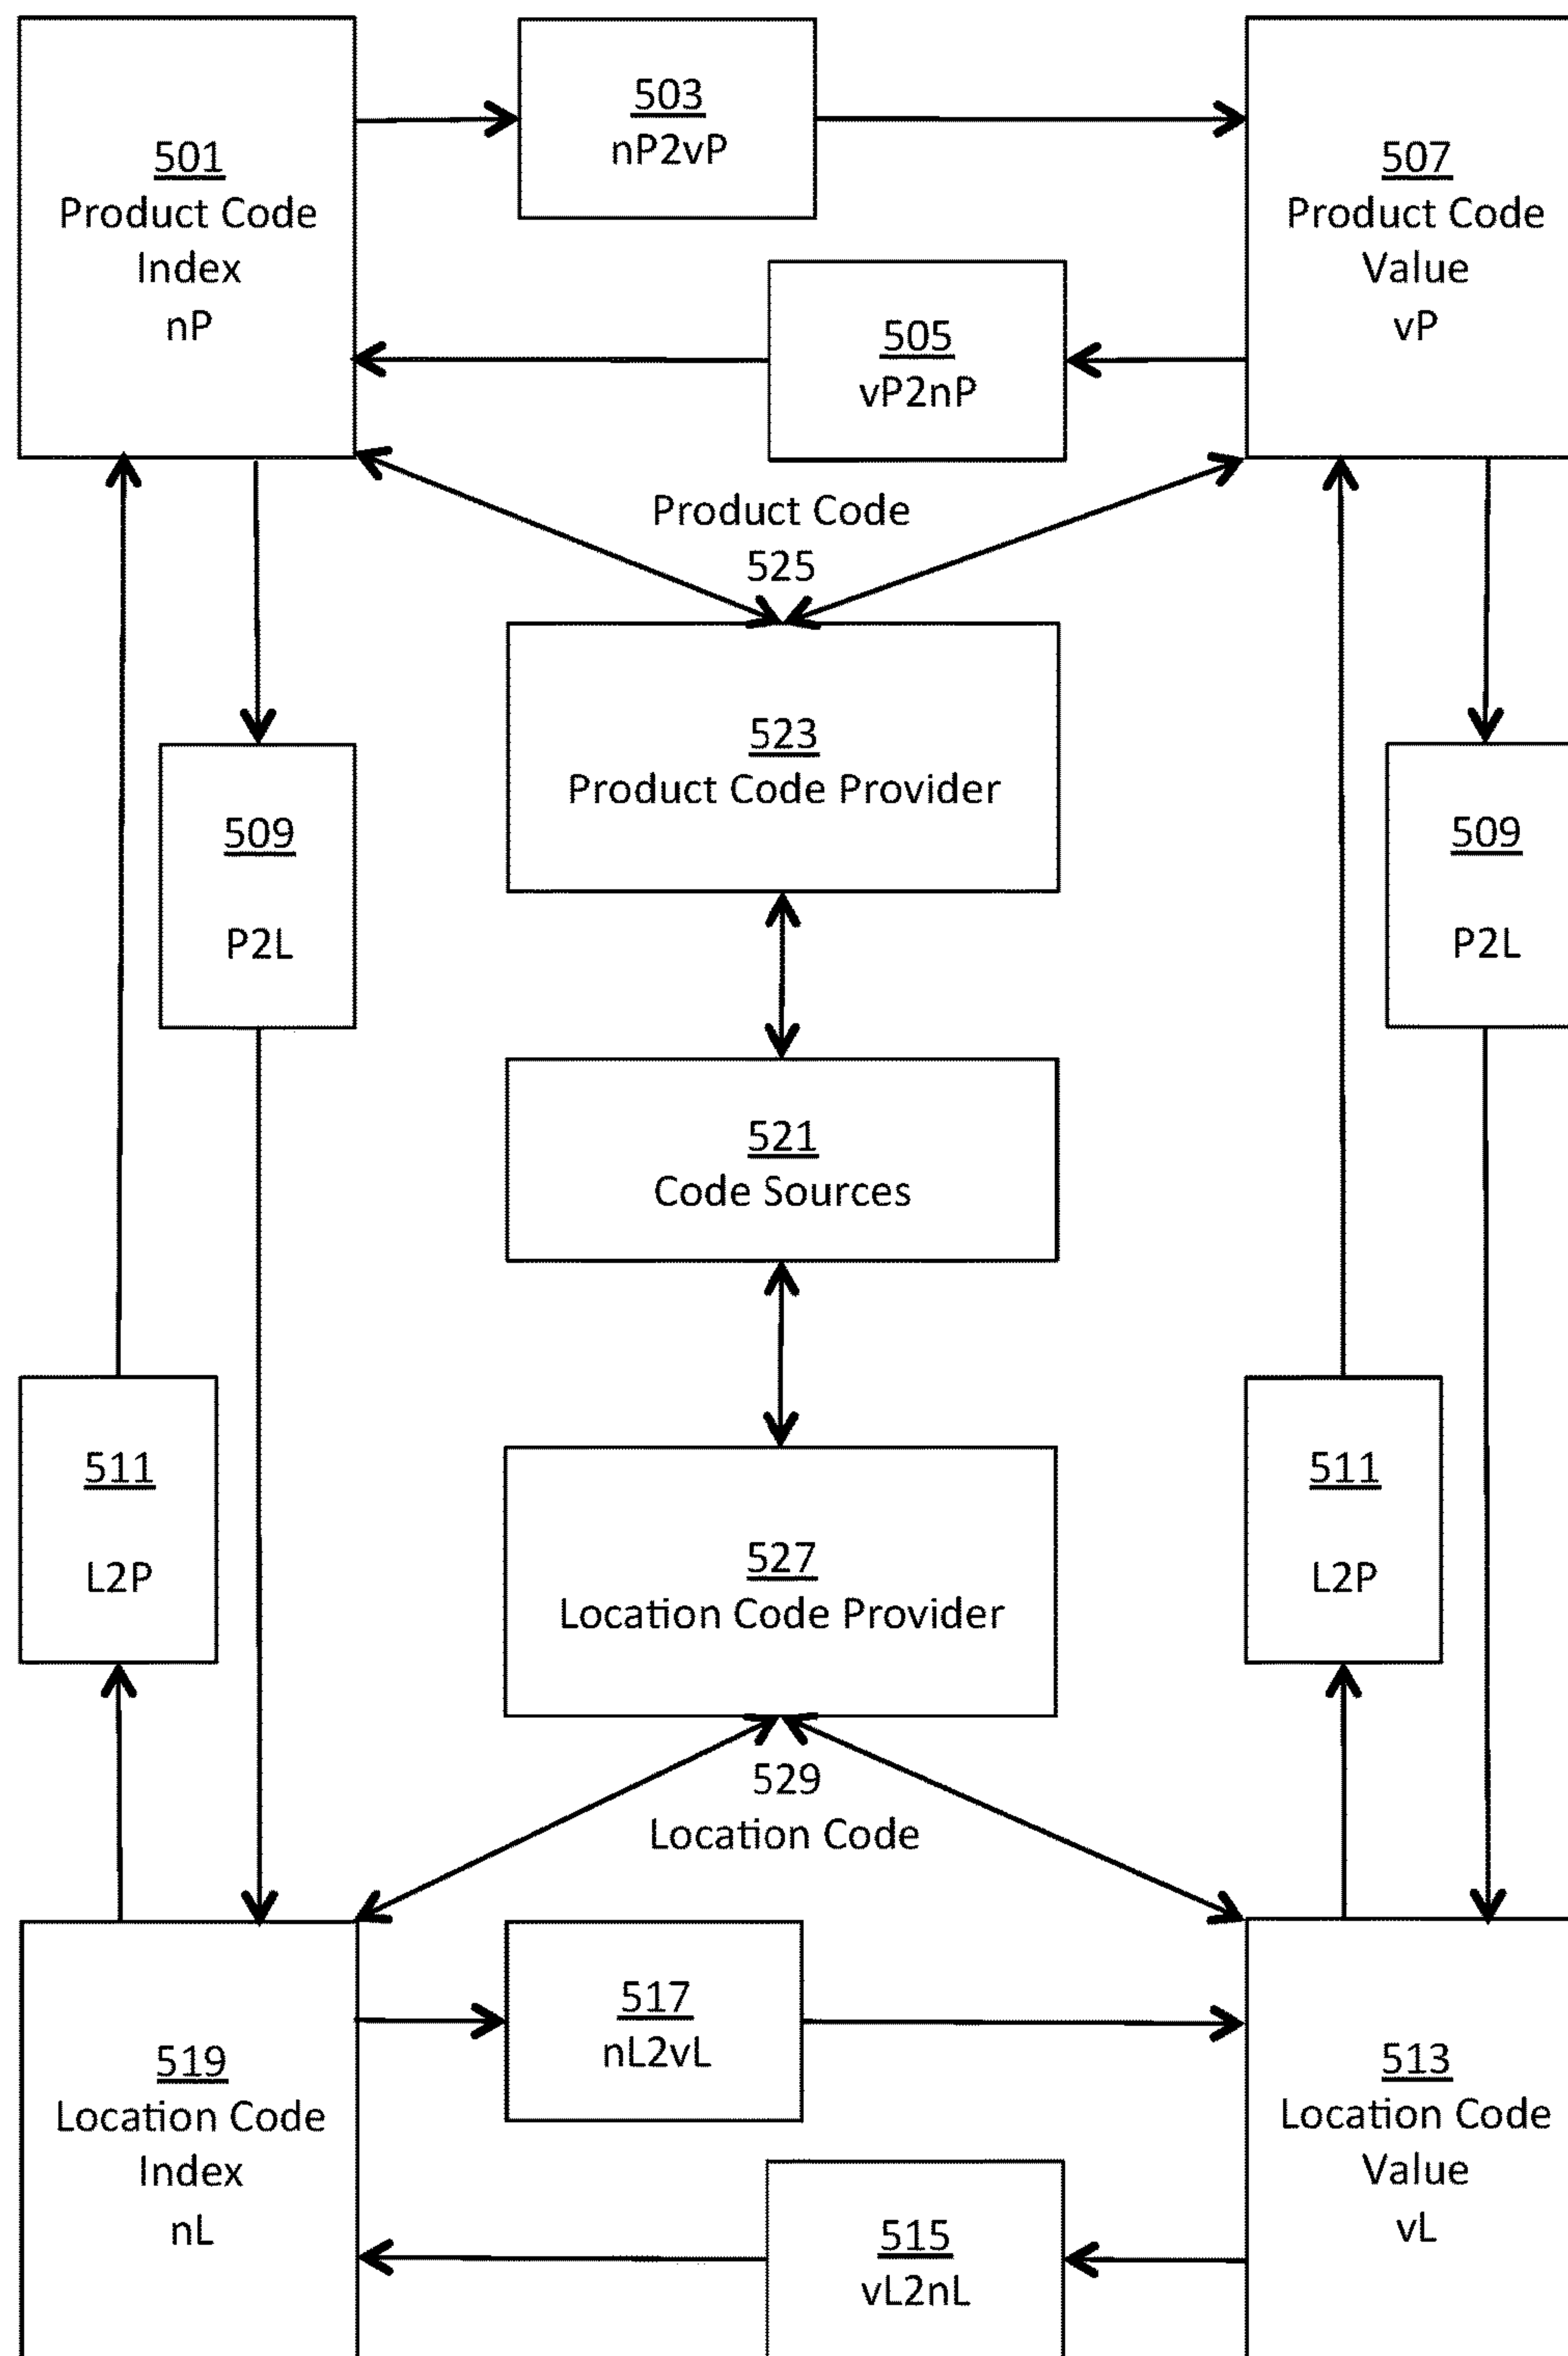 501
Product Code
Index
nP
503
nP2vP
507
Product Code
Value
vP
505
vP2nP
Product Code
525
523
Product Code Provider
509
P2L
509
P2L
521
Code Sources
511
L2P
511
L2P
527
Location Code Provider
529
Location Code
519
Location Code
Index
nL
517
nL2vL
513
Location Code
Value
vL
515
vL2nL